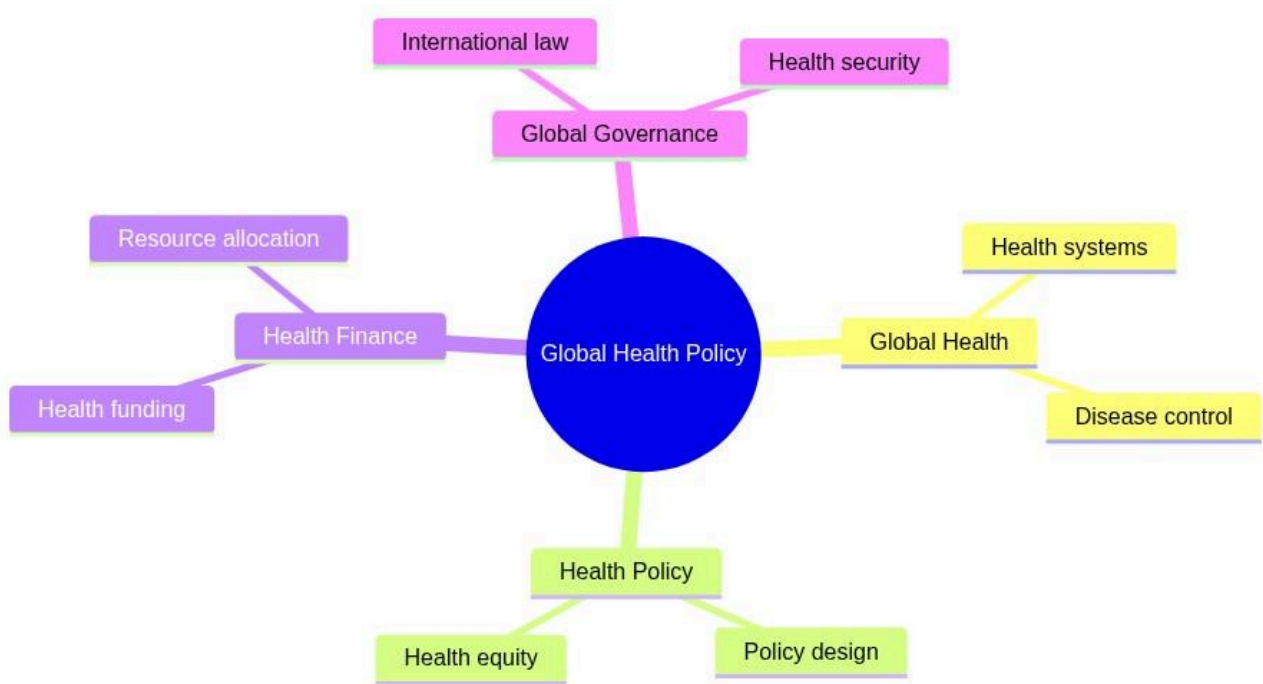 International law
Health security
Global Governance
Resource allocation
Health systems
Health Finance
Global Health Policy
Global Health
Health funding
Disease control
Health Policy
Health equity
Policy design